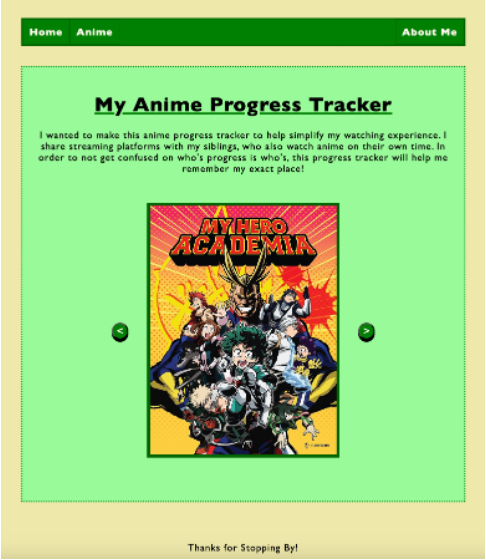 Home Anime About Me
My Anime Progress Tracker
I wanted to make this anime progress tracker to help simplify my watching experience. I
share streaming platforms with my siblings, who also watch anime on their own time. In
order to not get confused on who's progress is who's, this progress tracker will help me
remember my exact place!
MY HERO
ACADEMIA
< >
Thanks for Stopping By!